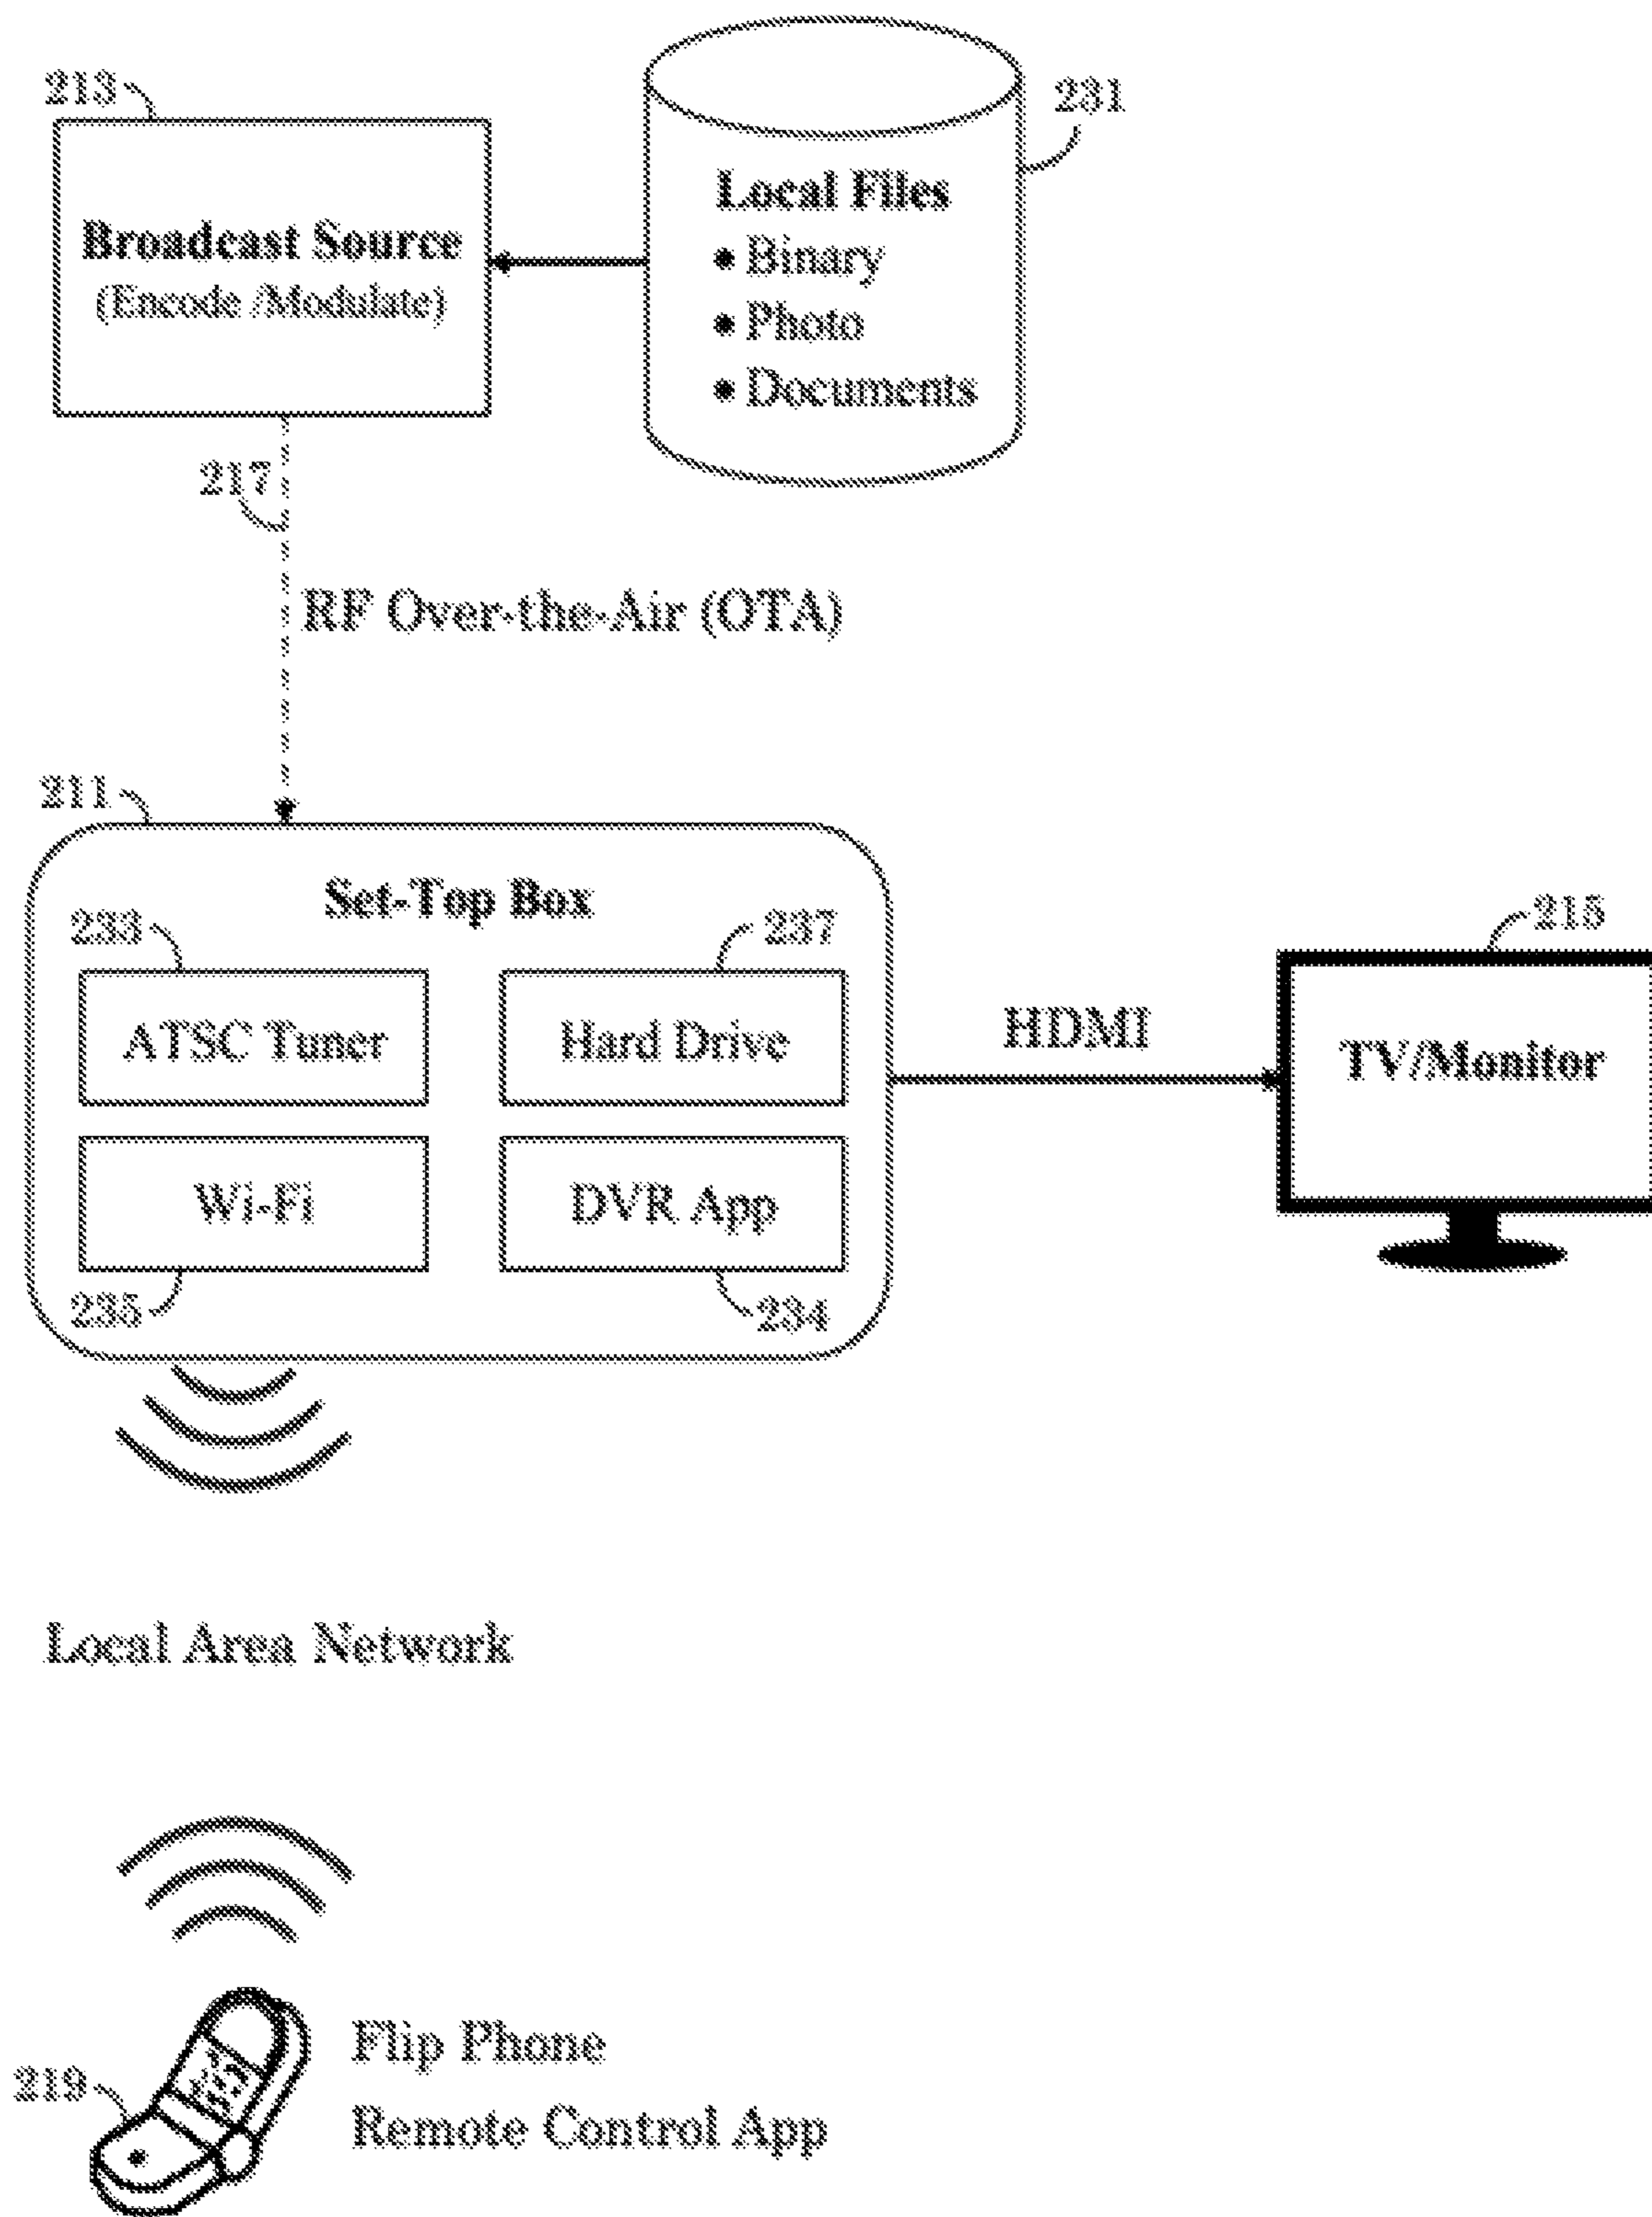 213
231
Local Files
Broadcast Source
• Binary
(Encode /Modulate)
• Photo
• Documents
217
RF Over-the-Air (OTA)
211
Set-Top Box
233
237
215
ATSC Tuner
Hard Drive
HDMI
TV/Monitor
Wi-Fi
DVR App
235
234
Local Area Network
219
Flip Phone
Remote Control App